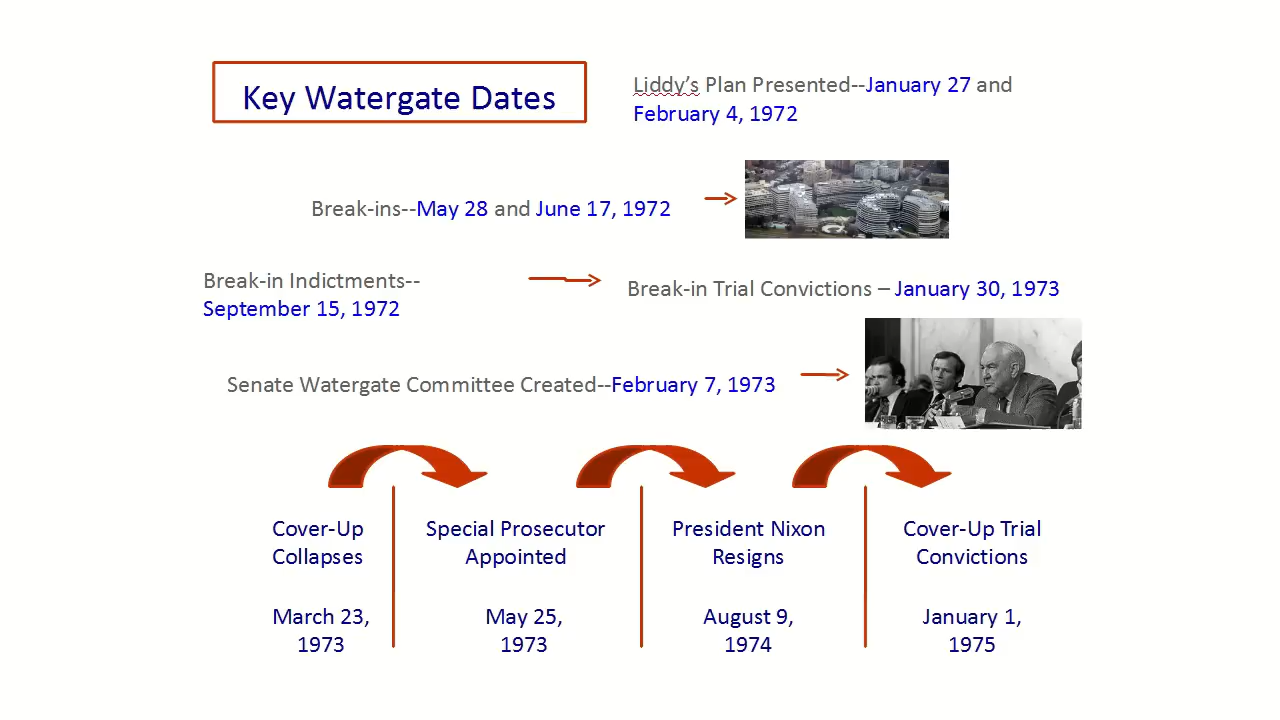 Key Watergate Dates
Liddy's Plan Presented--January 27 and
February 4, 1972
Break-ins--May 28 and June 17, 1972
Break-in Indictments--
September 15, 1972
Break-in Trial Convictions – January 30, 1973
Senate Watergate Committee Created--February 7, 1973
Cover-Up
Collapses
March 23,
1973
Special Prosecutor
Appointed
May 25,
1973
President Nixon
Resigns
August 9,
1974
Cover-Up Trial
Convictions
January 1,
1975